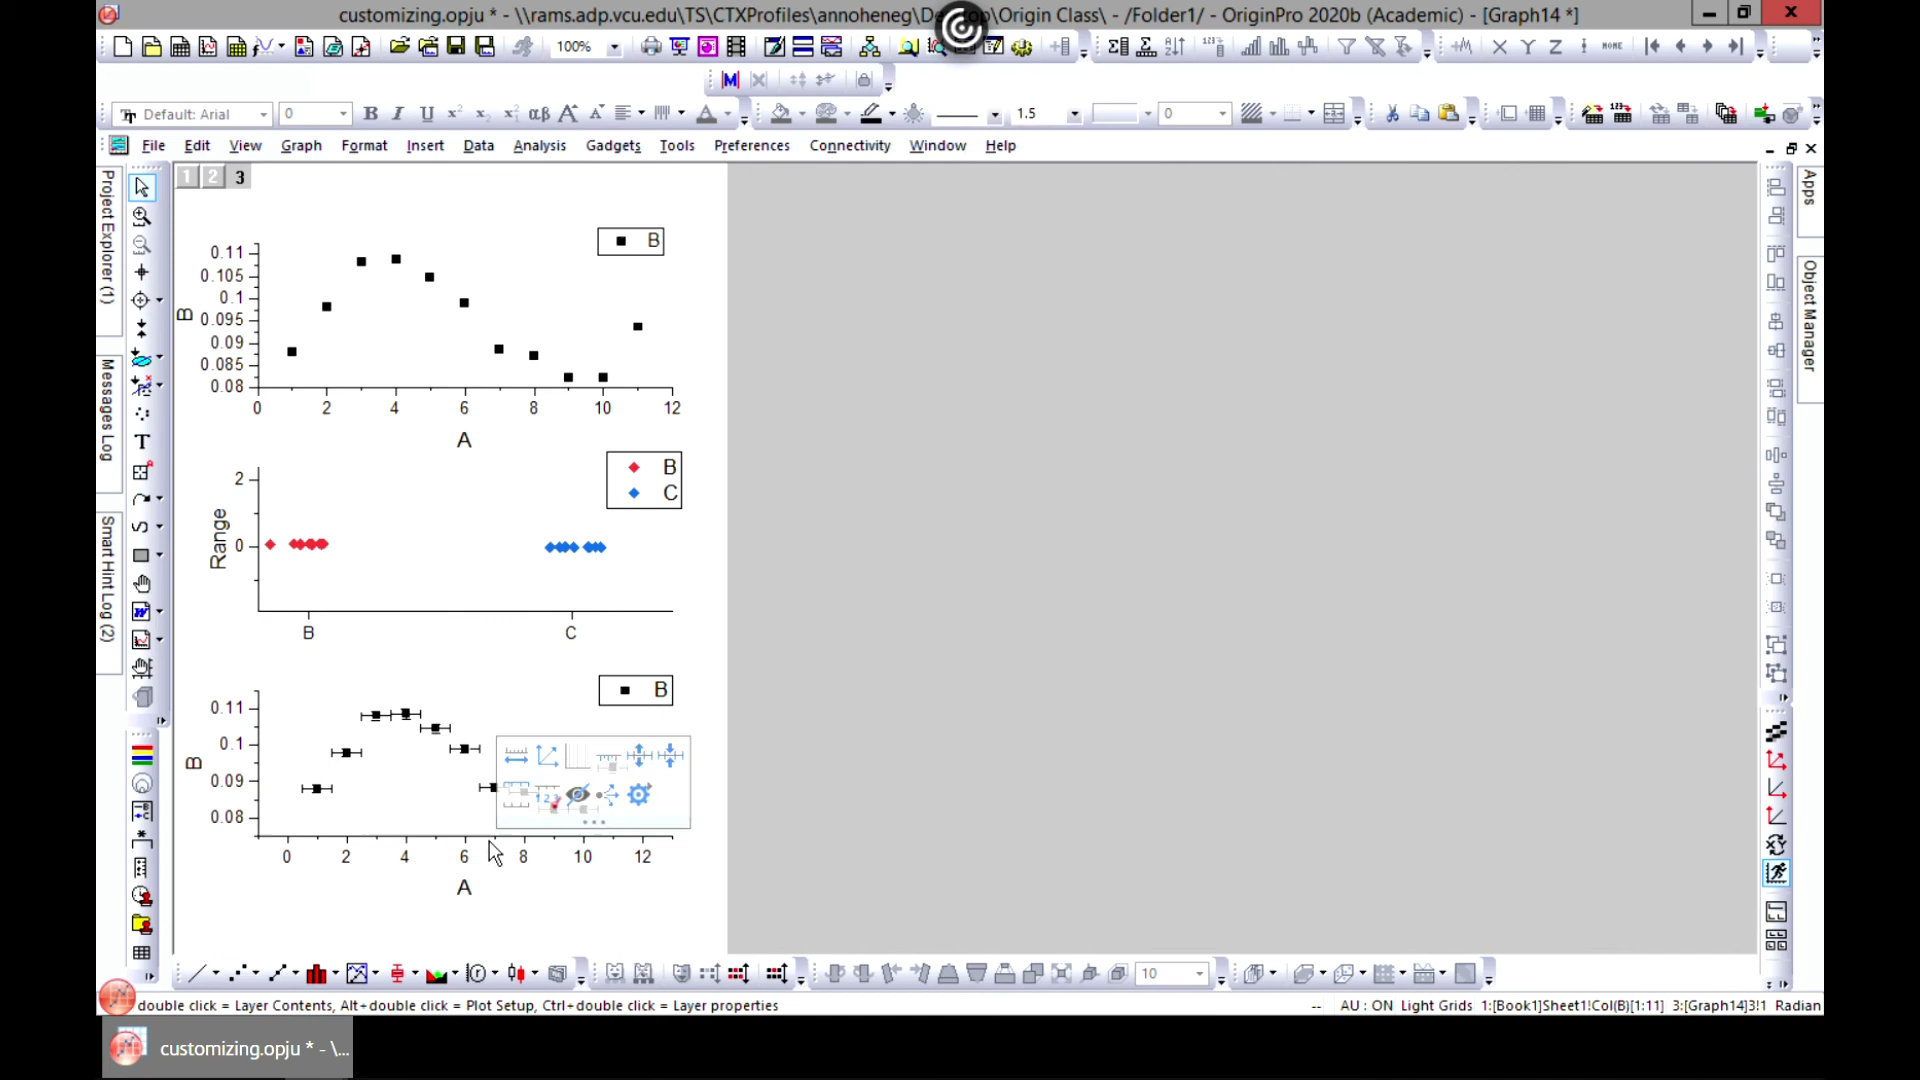 customizing.opju * - \\rams.adp.vcu.edu\TS\CTXProfiles\annoheneg\Desktop\Origin Class\ - /Folder1/ - OriginPro 2020b (Academic) - [Graph14 *]
100%
HOME
Default: Arial 0 B I U αβ A A 1.5 0
File Edit View Graph Format Insert Data Analysis Gadgets Tools Preferences Connectivity Window Help
Project Explorer (1)
Messages Log
Smart Hint Log (2)
Apps
Object Manager
1 2 3
B
0.11
0.105
0.1
0.095
0.09
0.085
0.08
B
0 2 4 6 8 10 12
A
B
C
2
0
Range
B C
B
0.11
0.1
0.09
0.08
B
0 2 4 6 8 10 12
A
10
double click = Layer Contents, Alt+double click = Plot Setup, Ctrl+double click = Layer properties
-- AU : ON Light Grids 1:[Book1]Sheet1!Col(B)[1:11] 3:[Graph14]3!1 Radian
customizing.opju * - \...